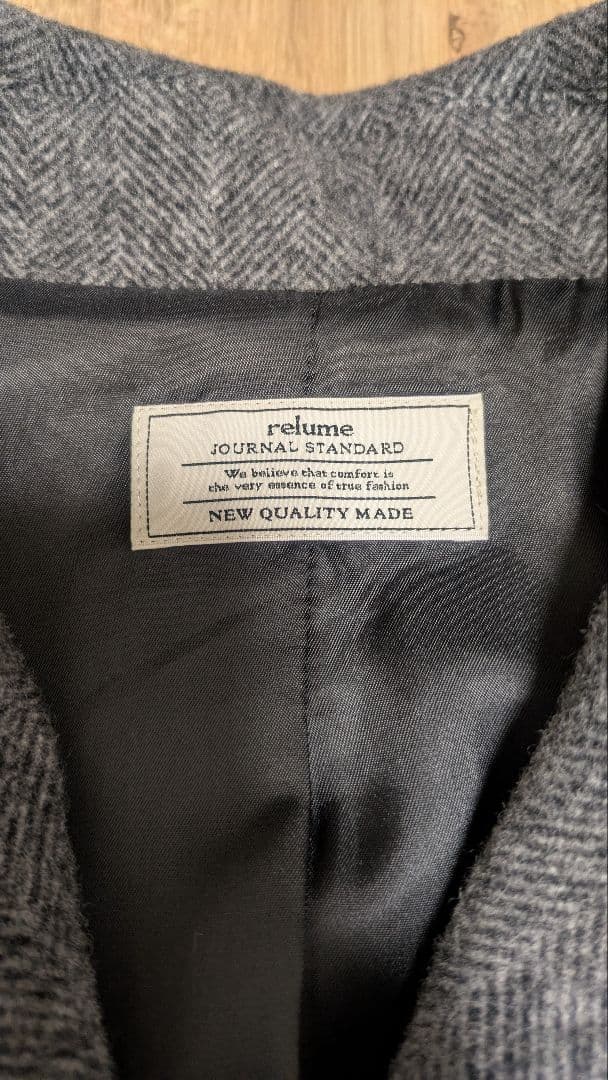 relume
JOURNAL STANDARD
We believe that comfort is
the very essence of true fashion
NEW QUALITY MADE